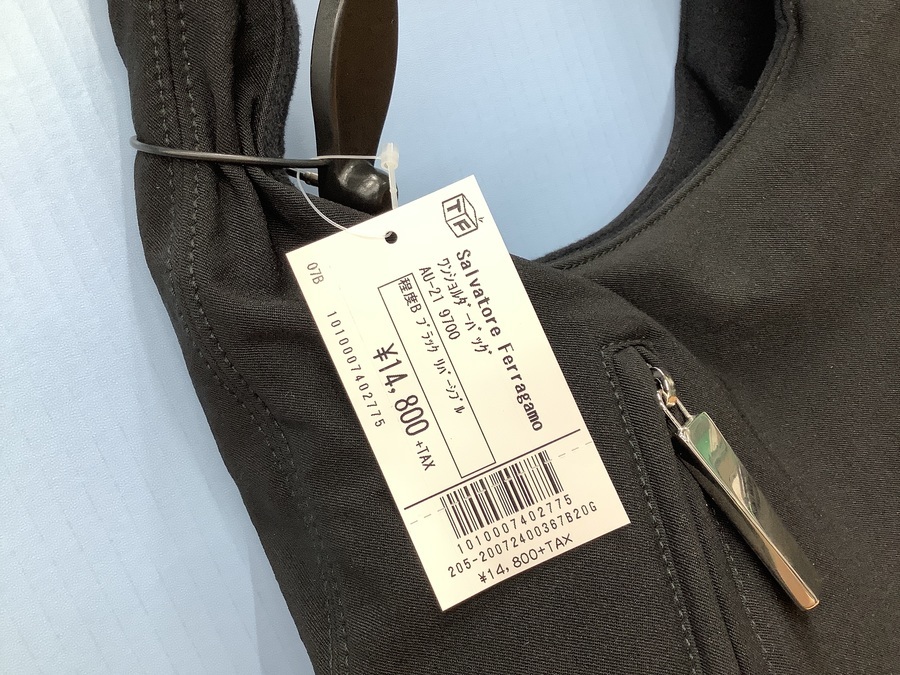 TF
Salvatore Ferragamo
ワンショルダーバッグ
AU-21 9700
程度B ブラック リバーシブル
¥14,800 +TAX
1010007402775
07B
1010007402775
205-20072400367B20G
¥14,800+TAX